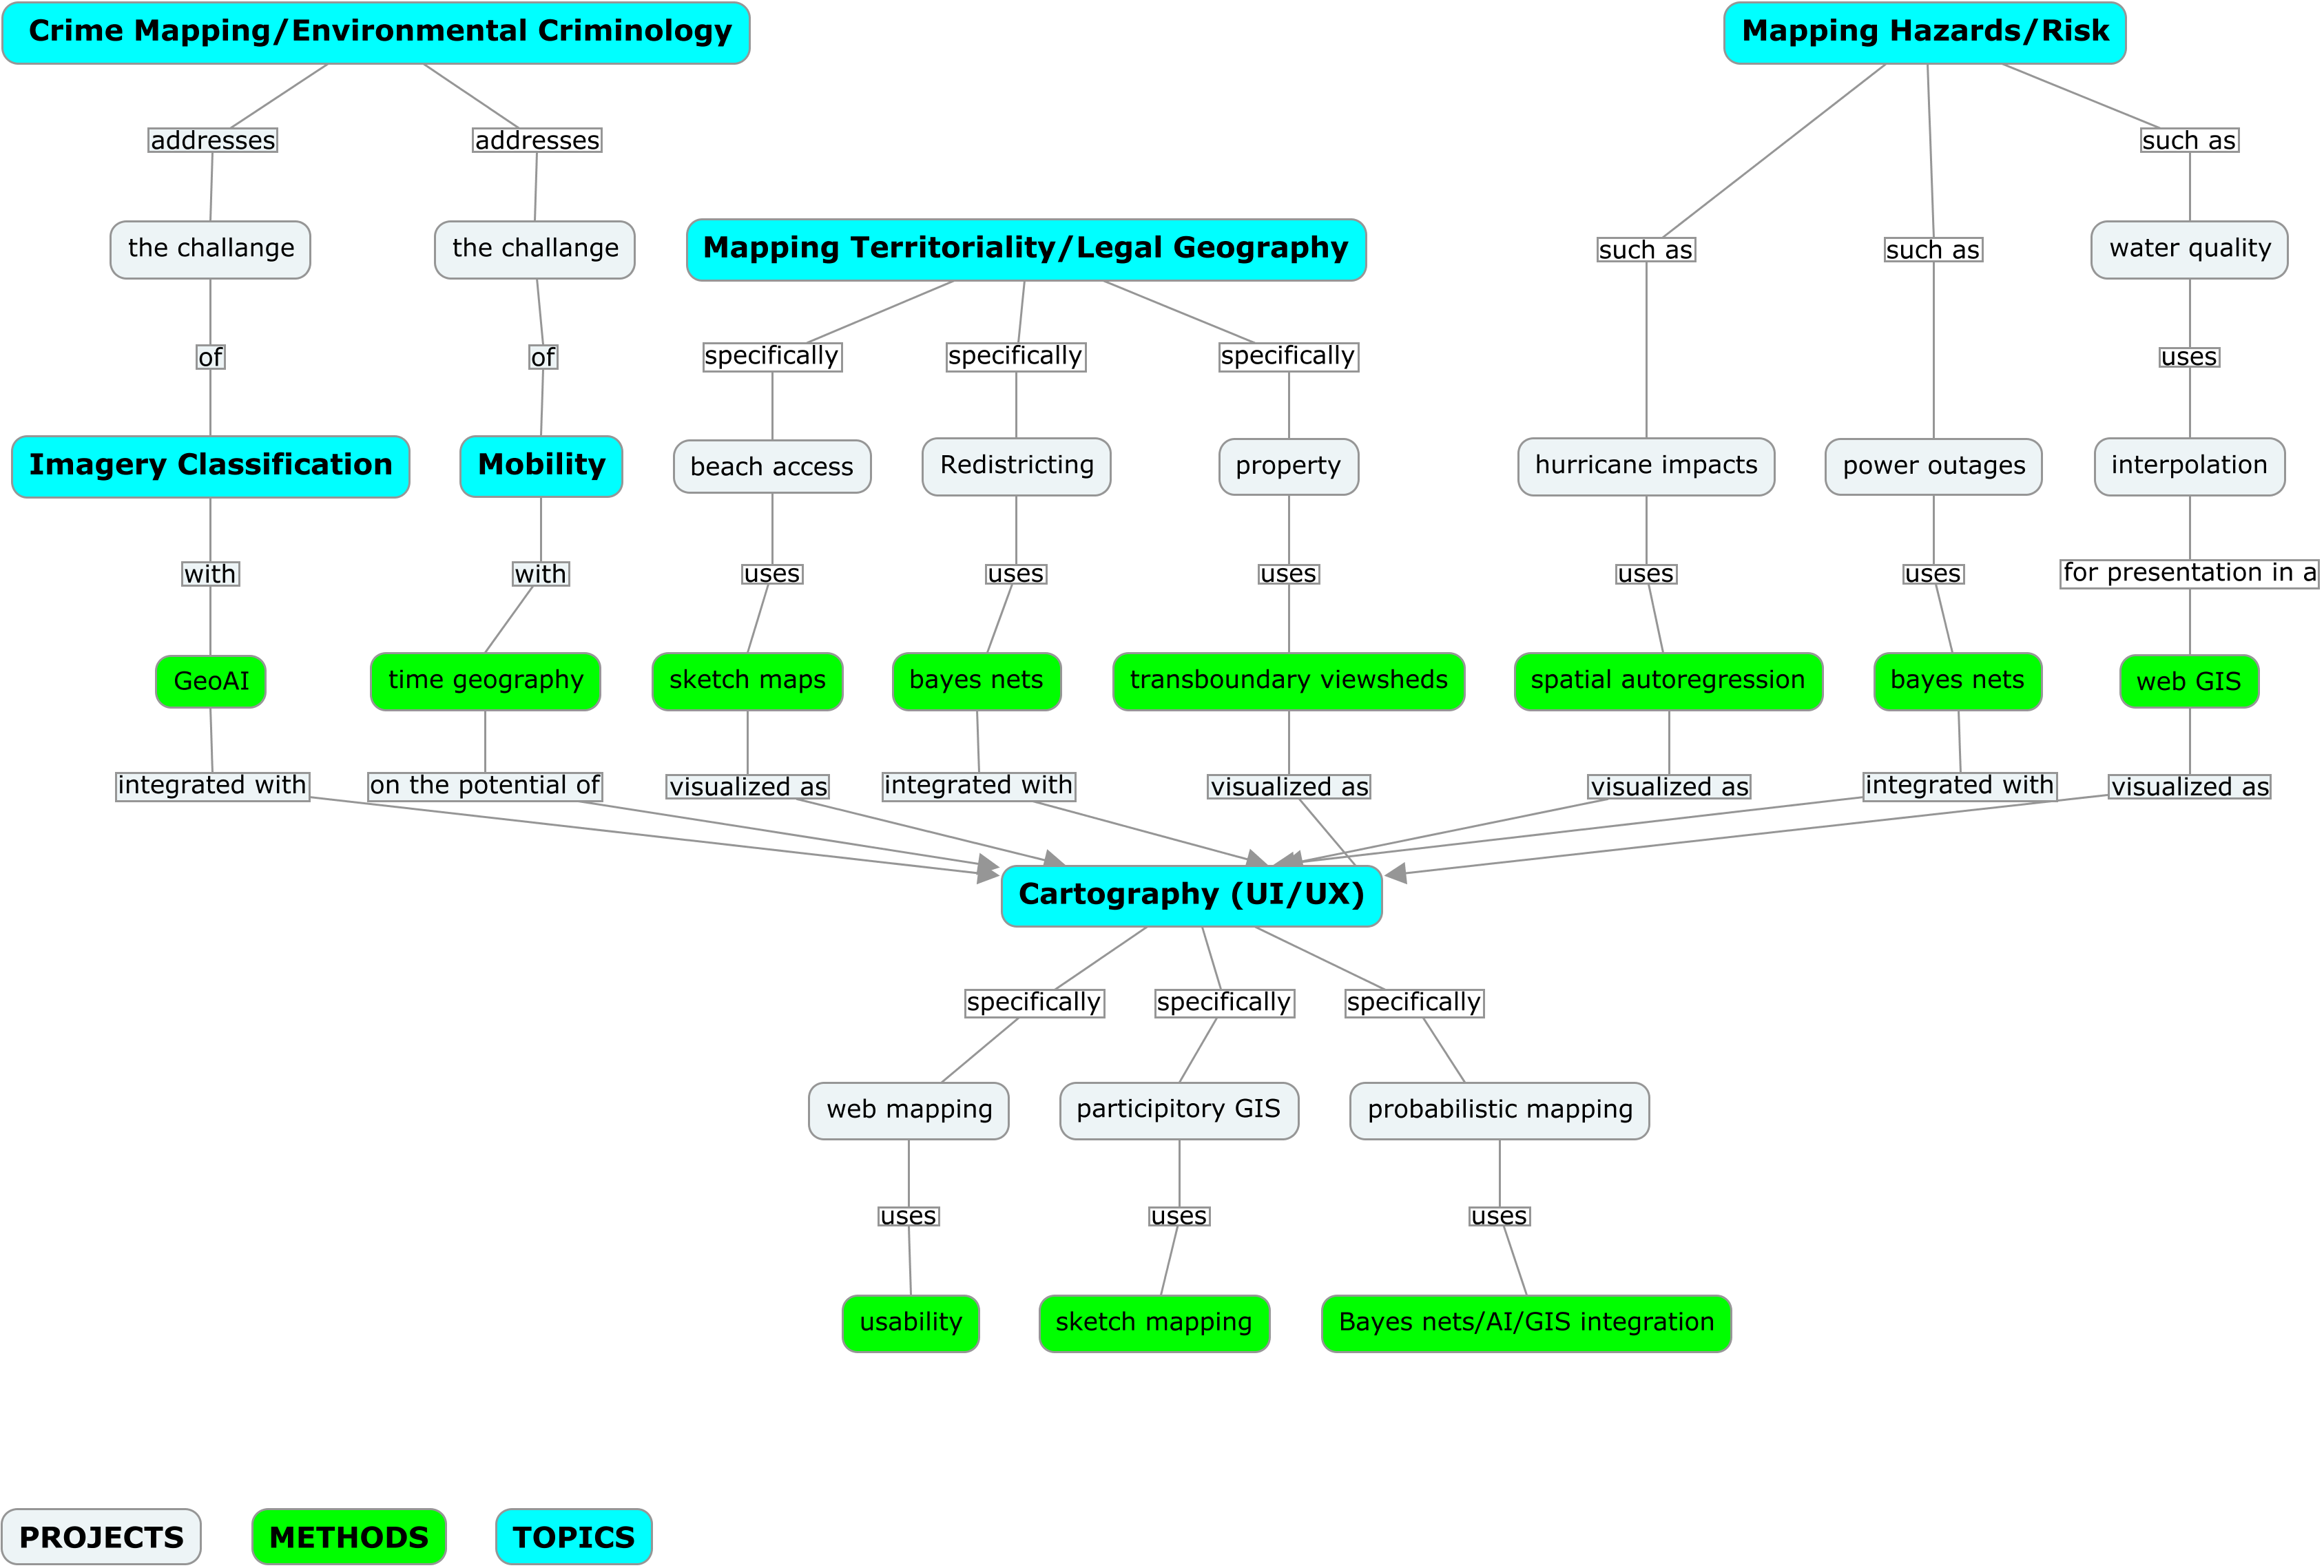 Crime Mapping/Environmental Criminology
Mapping Hazards/Risk
addresses
addresses
such as
the challange
the challange
Mapping Territoriality/Legal Geography
such as
such as
water quality
of
of
specifically
specifically
specifically
uses
Imagery Classification
Mobility
beach access
Redistricting
property
hurricane impacts
power outages
interpolation
with
with
uses
uses
uses
uses
uses
for presentation in a
GeoAI
time geography
sketch maps
bayes nets
transboundary viewsheds
spatial autoregression
bayes nets
web GIS
integrated with
on the potential of
visualized as
integrated with
visualized as
visualized as
integrated with
visualized as
Cartography (UI/UX)
specifically
specifically
specifically
web mapping
participitory GIS
probabilistic mapping
uses
uses
uses
usability
sketch mapping
Bayes nets/AI/GIS integration
PROJECTS
METHODS
TOPICS